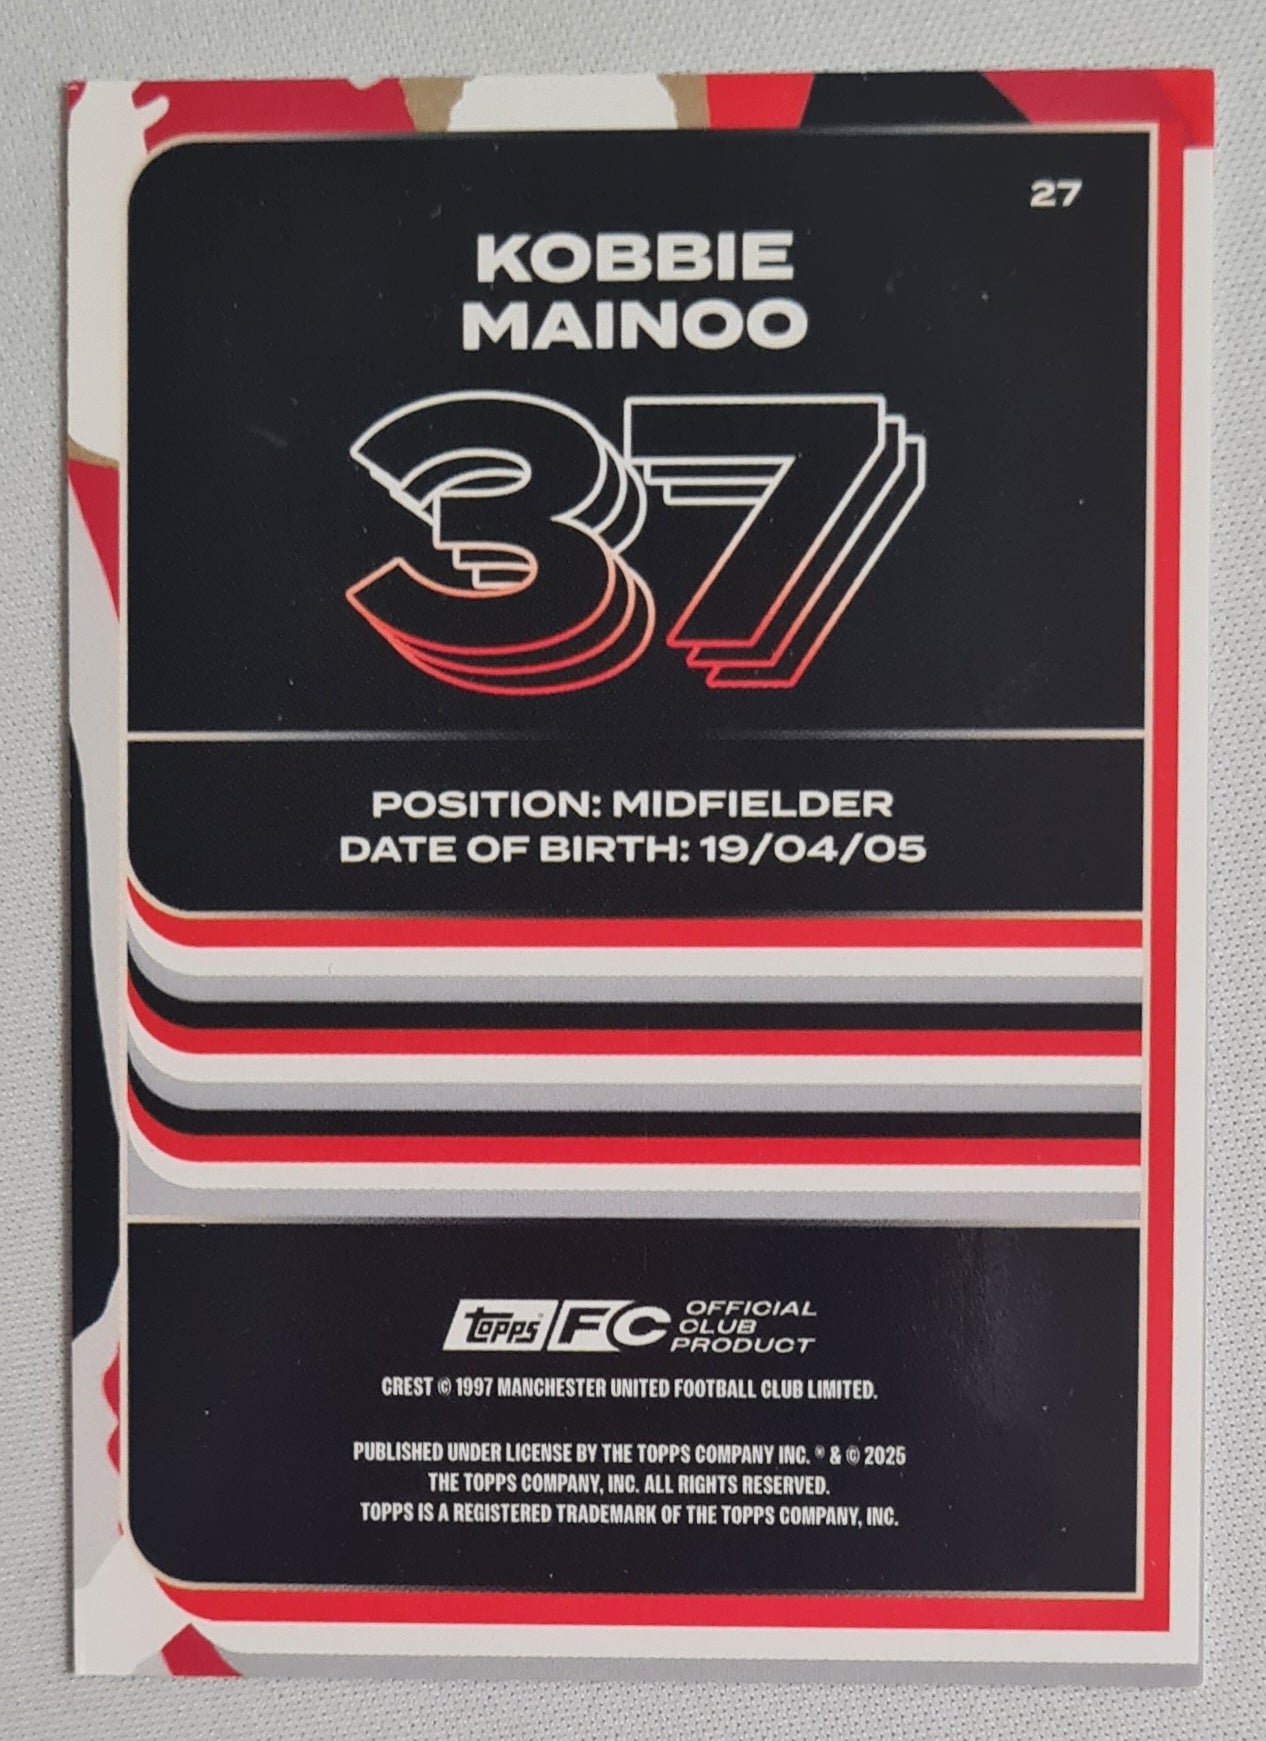 27
KOBBIE
MAINOO
37
POSITION: MIDFIELDER
DATE OF BIRTH: 19/04/05
topps FC OFFICIAL
CLUB
PRODUCT
CREST © 1997 MANCHESTER UNITED FOOTBALL CLUB LIMITED.
PUBLISHED UNDER LICENSE BY THE TOPPS COMPANY INC. ® & © 2025
THE TOPPS COMPANY, INC. ALL RIGHTS RESERVED.
TOPPS IS A REGISTERED TRADEMARK OF THE TOPPS COMPANY, INC.